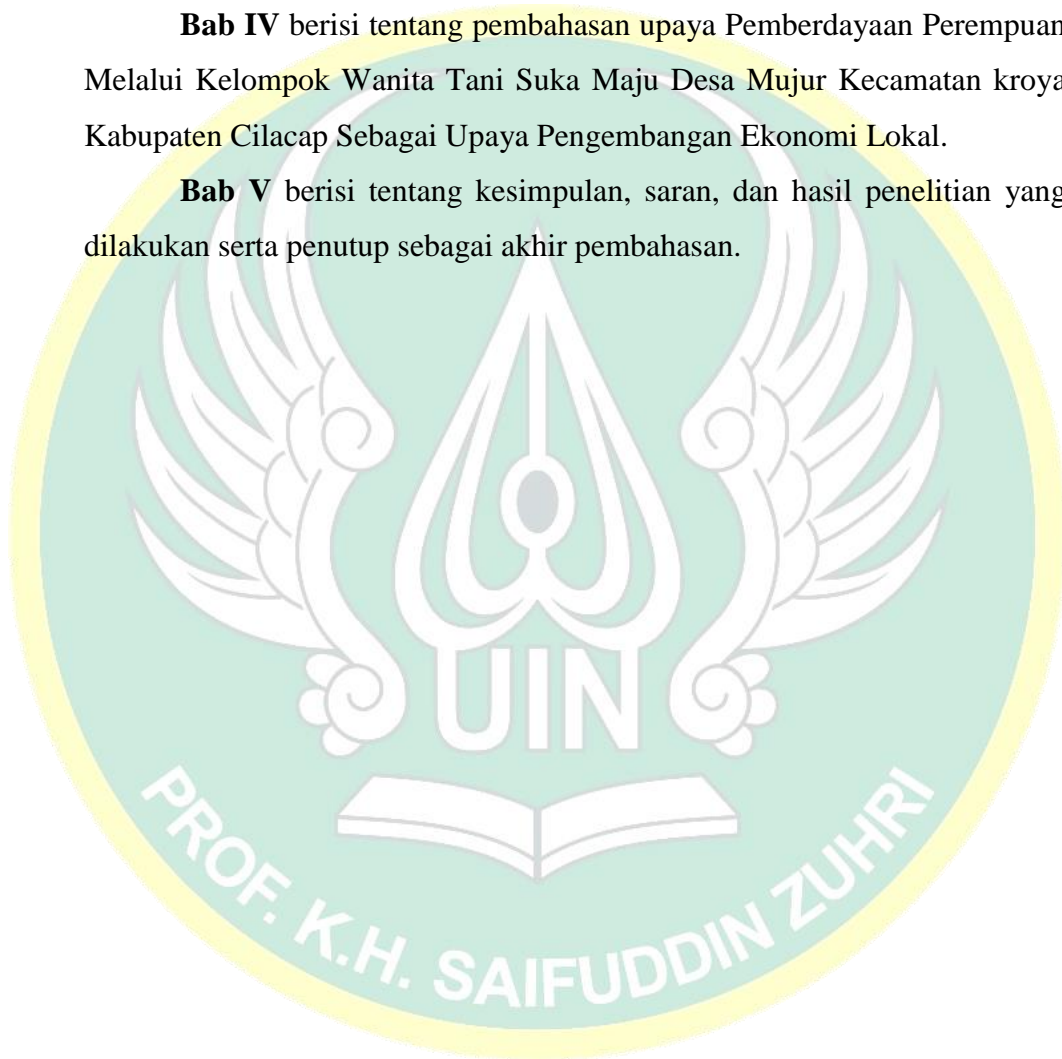 Bab IV berisi tentang pembahasan upaya Pemberdayaan Perempuan
Melalui Kelompok Wanita Tani Suka Maju Desa Mujur Kecamatan kroya
Kabupaten Cilacap Sebagai Upaya Pengembangan Ekonomi Lokal.
Bab V berisi tentang kesimpulan, saran, dan hasil penelitian yang
dilakukan serta penutup sebagai akhir pembahasan.
UIN
PROF. K.H. SAIFUDDIN ZUHRI